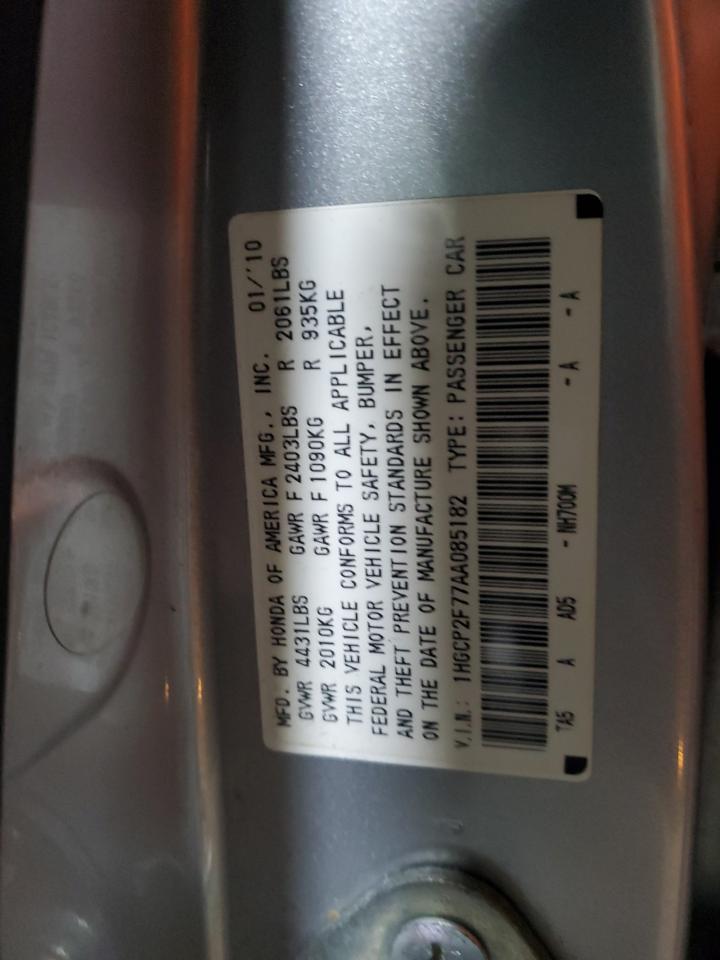 MFD. BY HONDA OF AMERICA MFG., INC. 01/'10
GVWR 4431LBS GAWR F 2403LBS R 2061LBS
GVWR 2010KG GAWR F 1090KG R 935KG
THIS VEHICLE CONFORMS TO ALL APPLICABLE
FEDERAL MOTOR VEHICLE SAFETY, BUMPER,
AND THEFT PREVENTION STANDARDS IN EFFECT
ON THE DATE OF MANUFACTURE SHOWN ABOVE.
V.I.N.: 1HGCP2F77AA085182 TYPE: PASSENGER CAR
TA5 A AD5 - NH700M - A - A